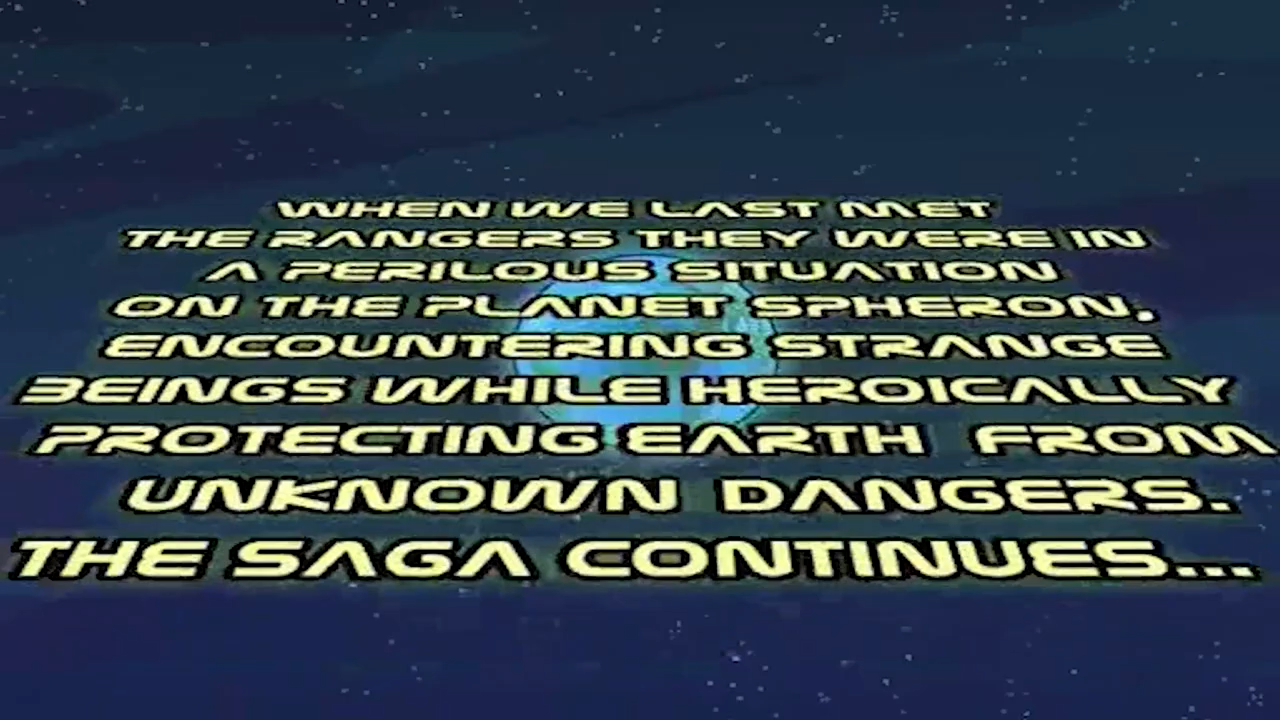 WHEN WE LAST MET
THE RANGERS THEY WERE IN
A PERILOUS SITUATION
ON THE PLANET SPHERON,
ENCOUNTERING STRANGE
BEINGS WHILE HEROICALLY
PROTECTING EARTH FROM
UNKNOWN DANGERS.
THE SAGA CONTINUES...